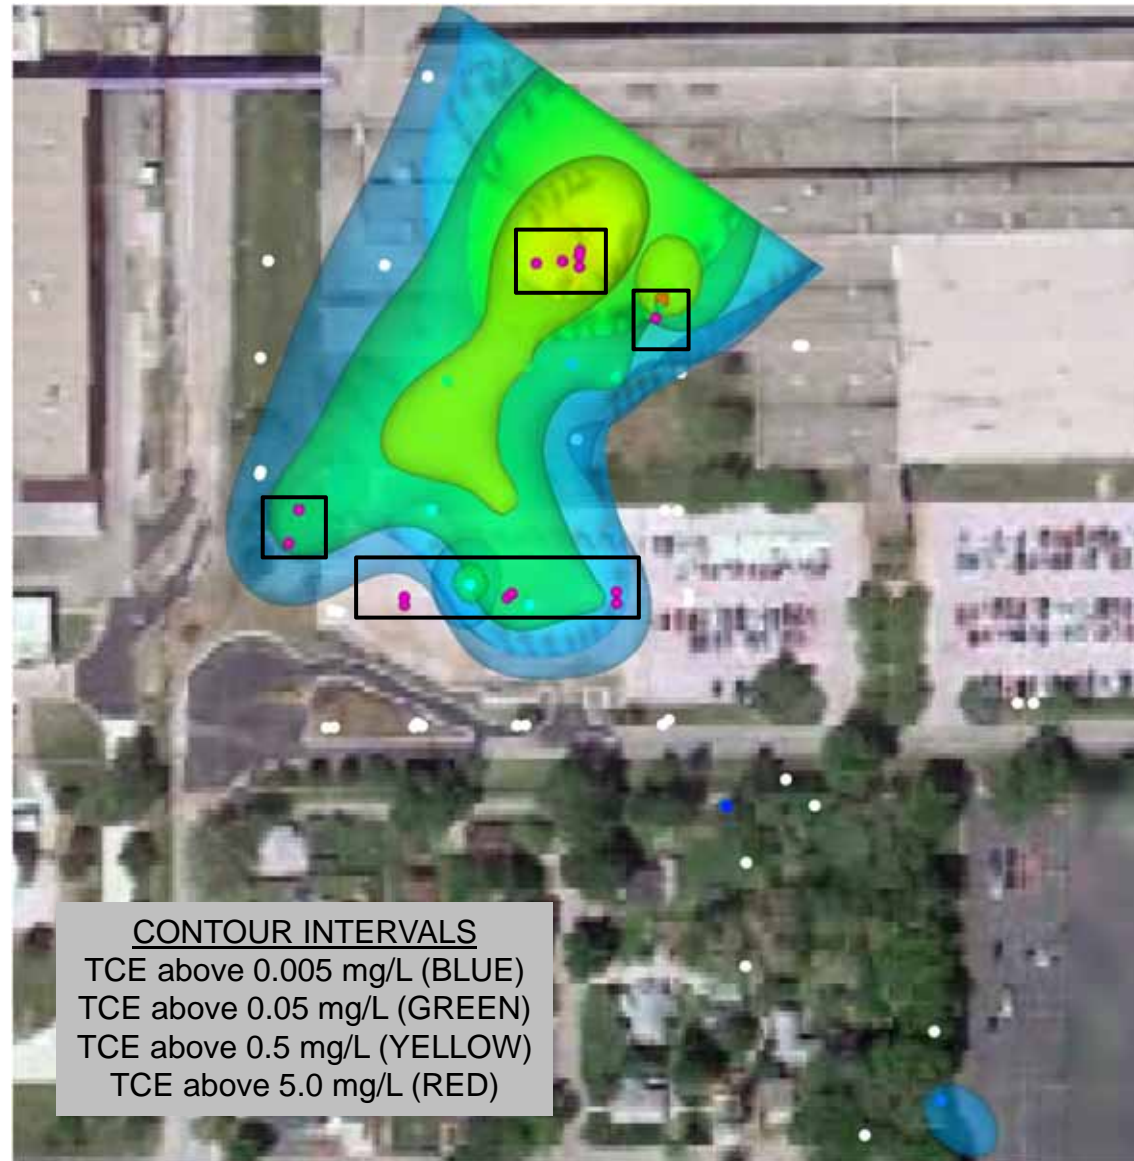 CONTOUR INTERVALS
TCE above 0.005 mg/L (BLUE)
TCE above 0.05 mg/L (GREEN)
TCE above 0.5 mg/L (YELLOW)
TCE above 5.0 mg/L (RED)